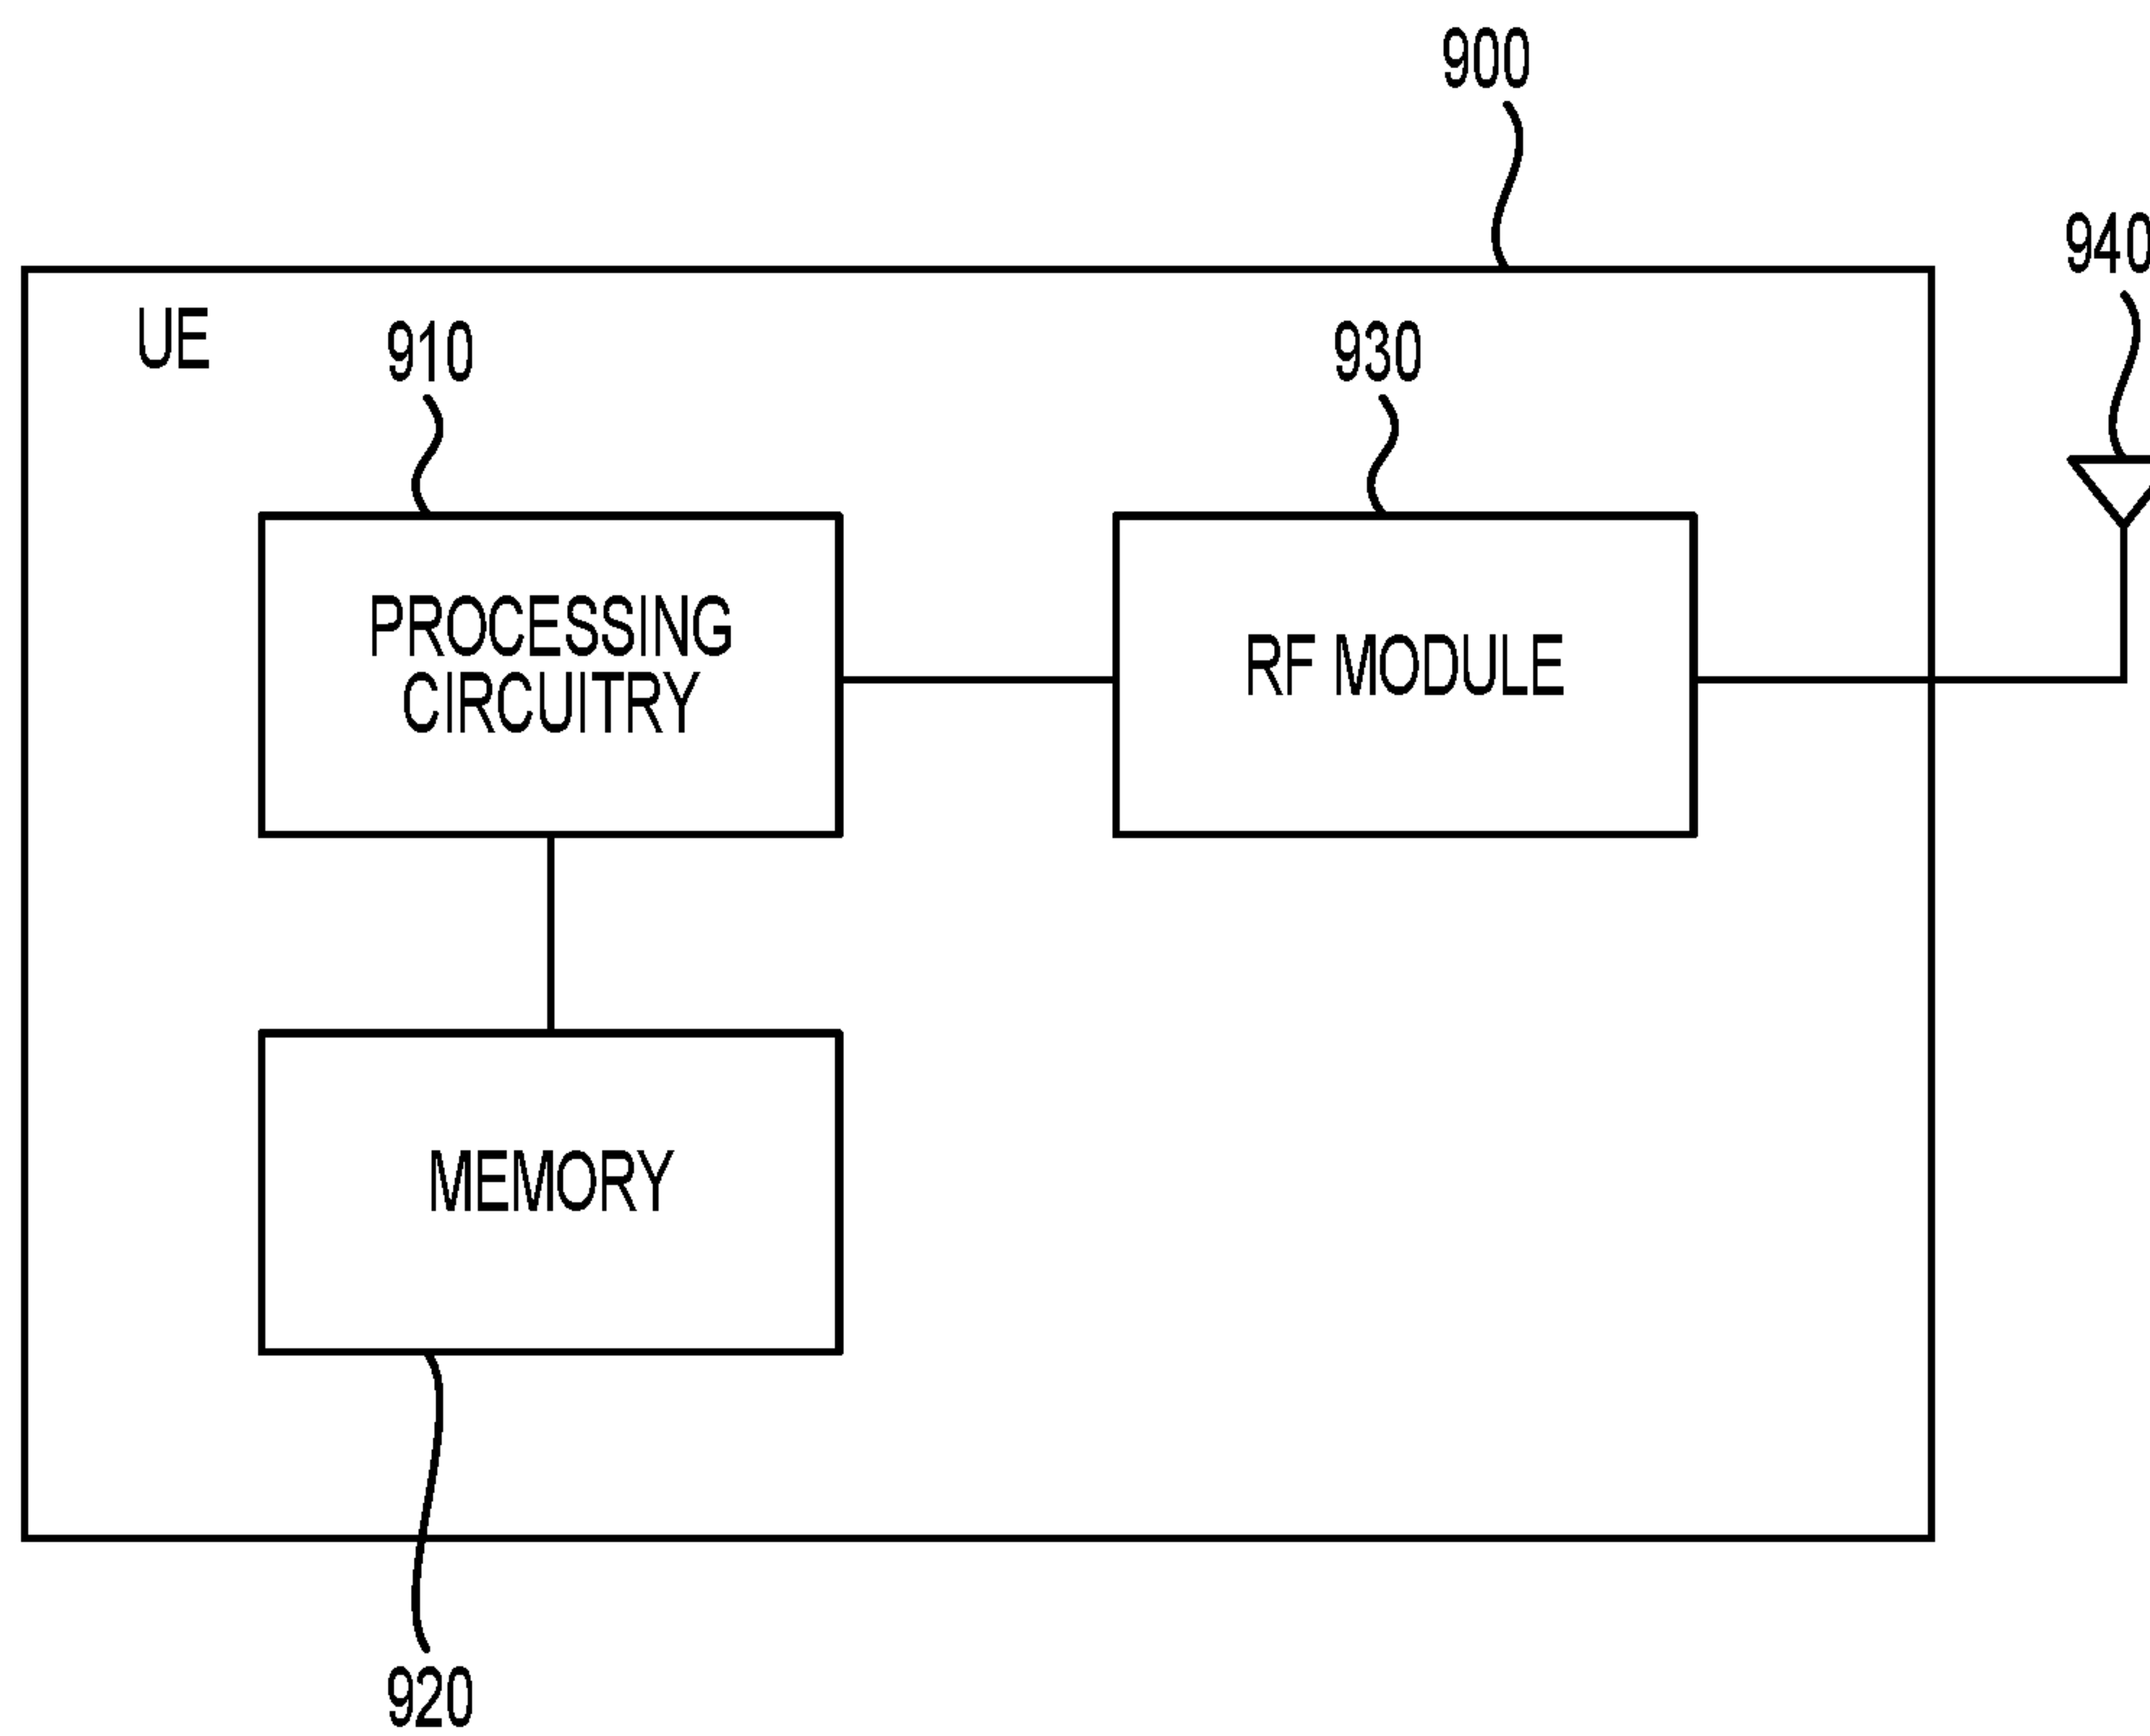 900
940
UE
910
930
PROCESSING
CIRCUITRY
RF MODULE
MEMORY
920